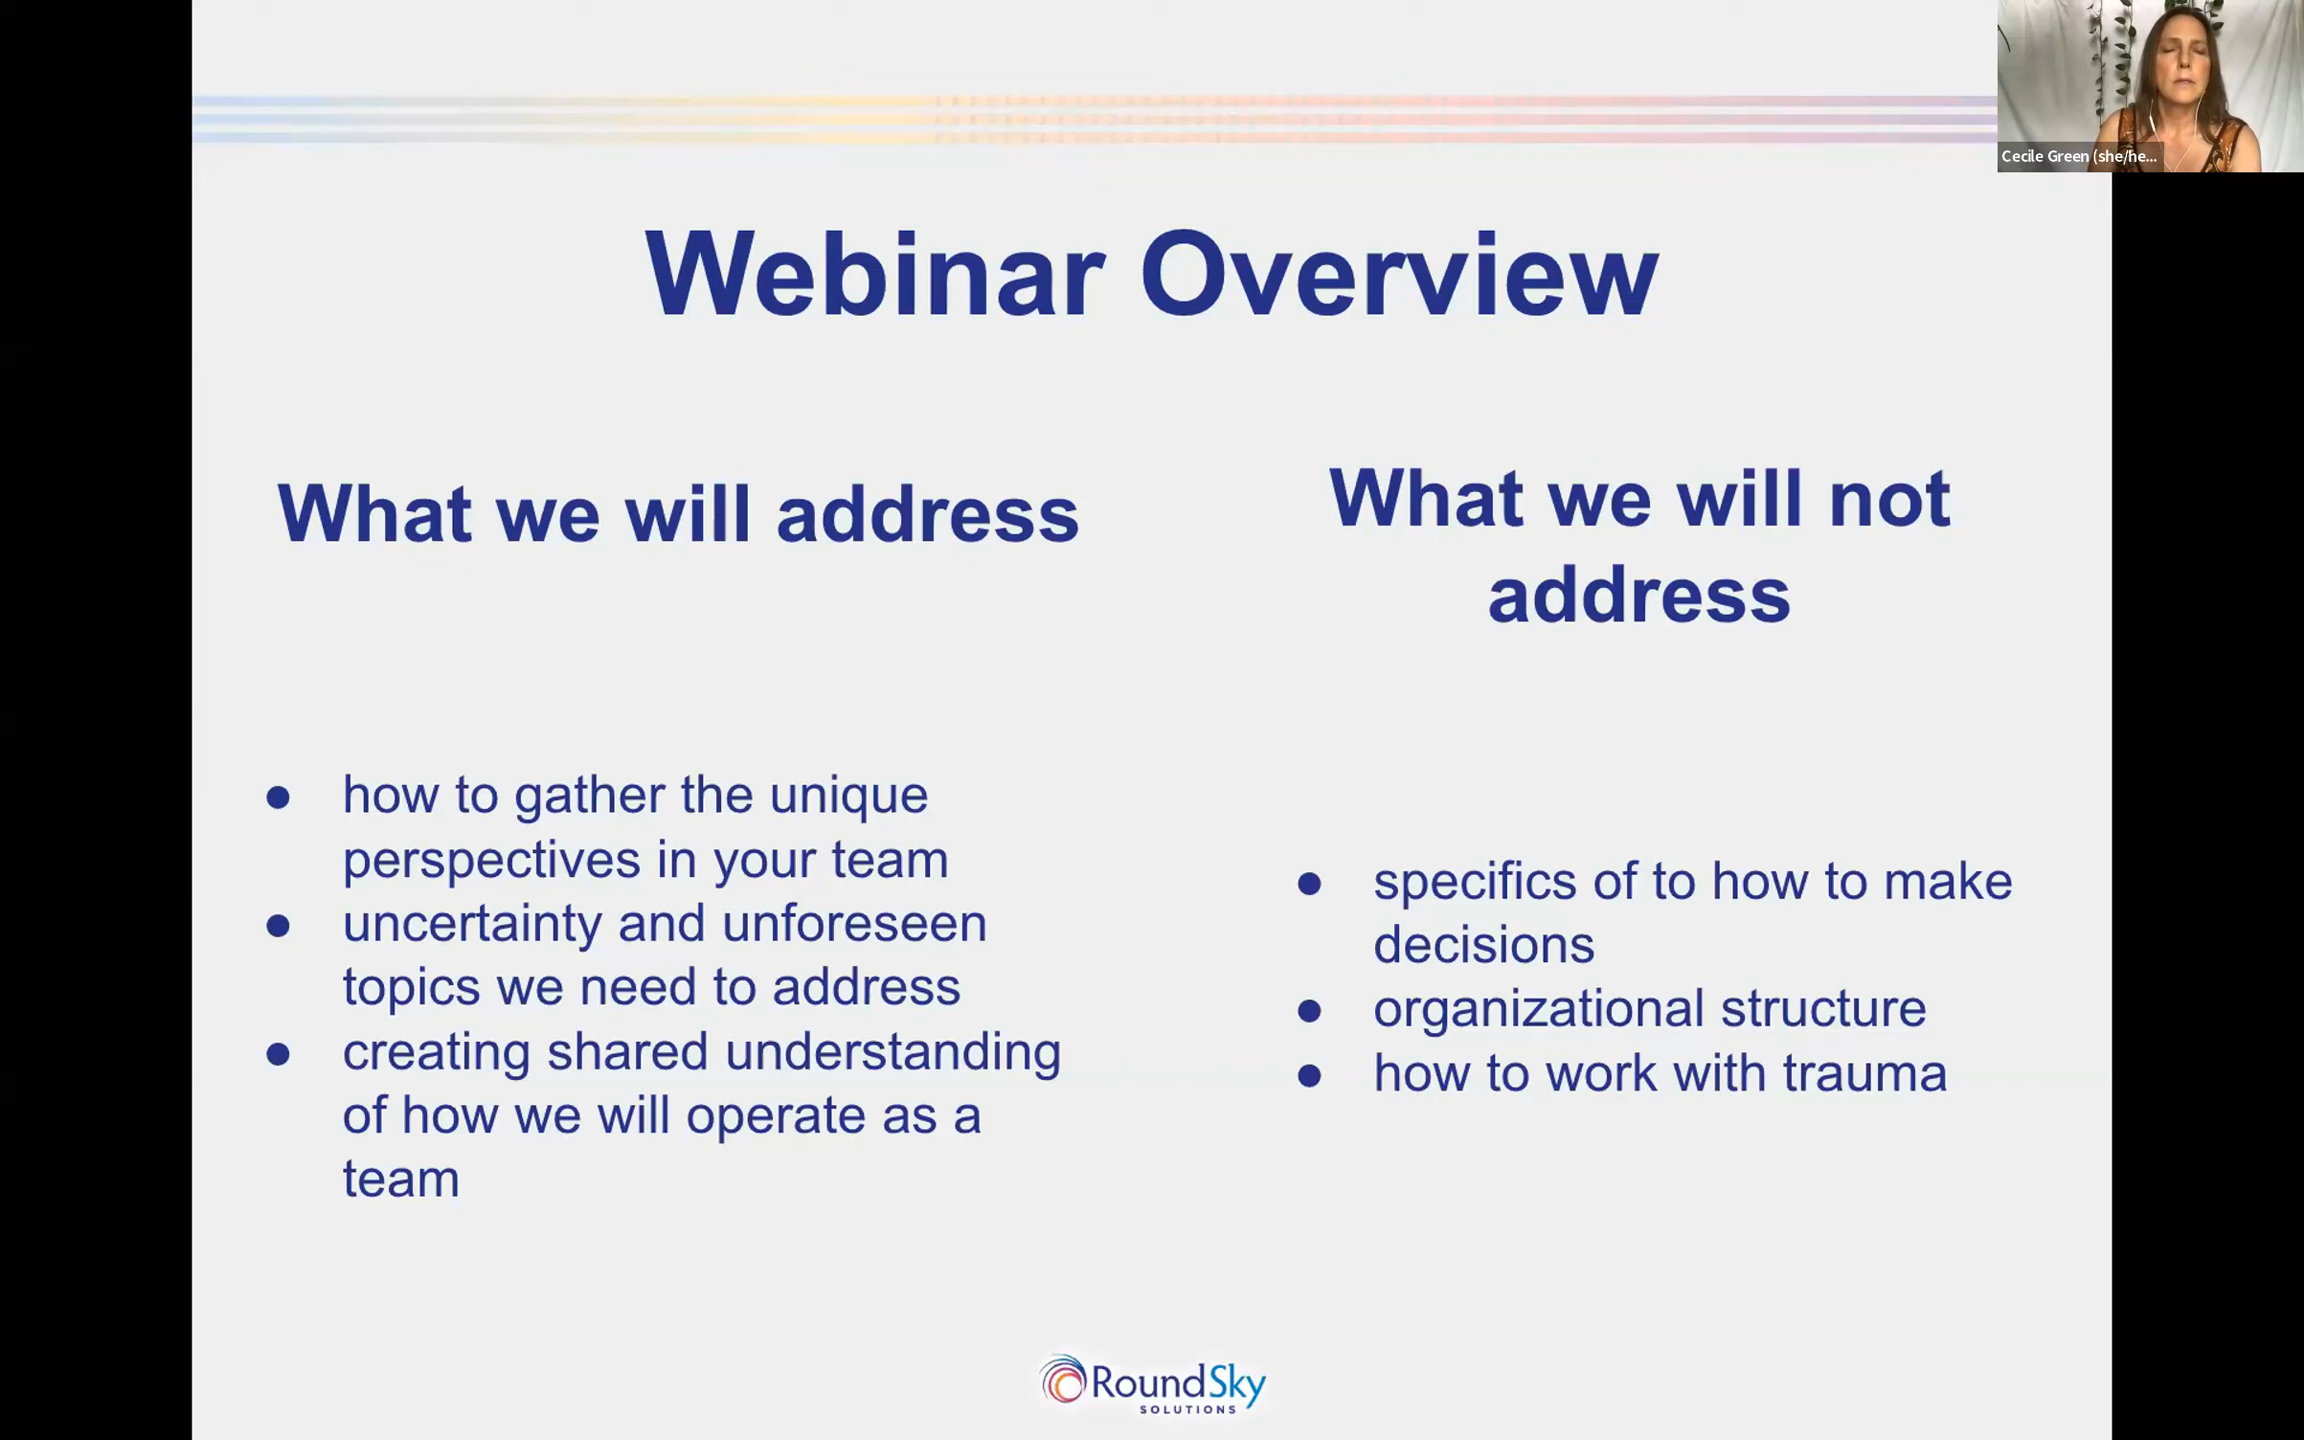 Cecile Green (she/he...
Webinar Overview
What we will address
how to gather the unique
perspectives in your team
uncertainty and unforeseen
topics we need to address
creating shared understanding
of how we will operate as a
team
What we will not
address
specifics of to how to make
decisions
organizational structure
how to work with trauma
RoundSky
SOLUTIONS